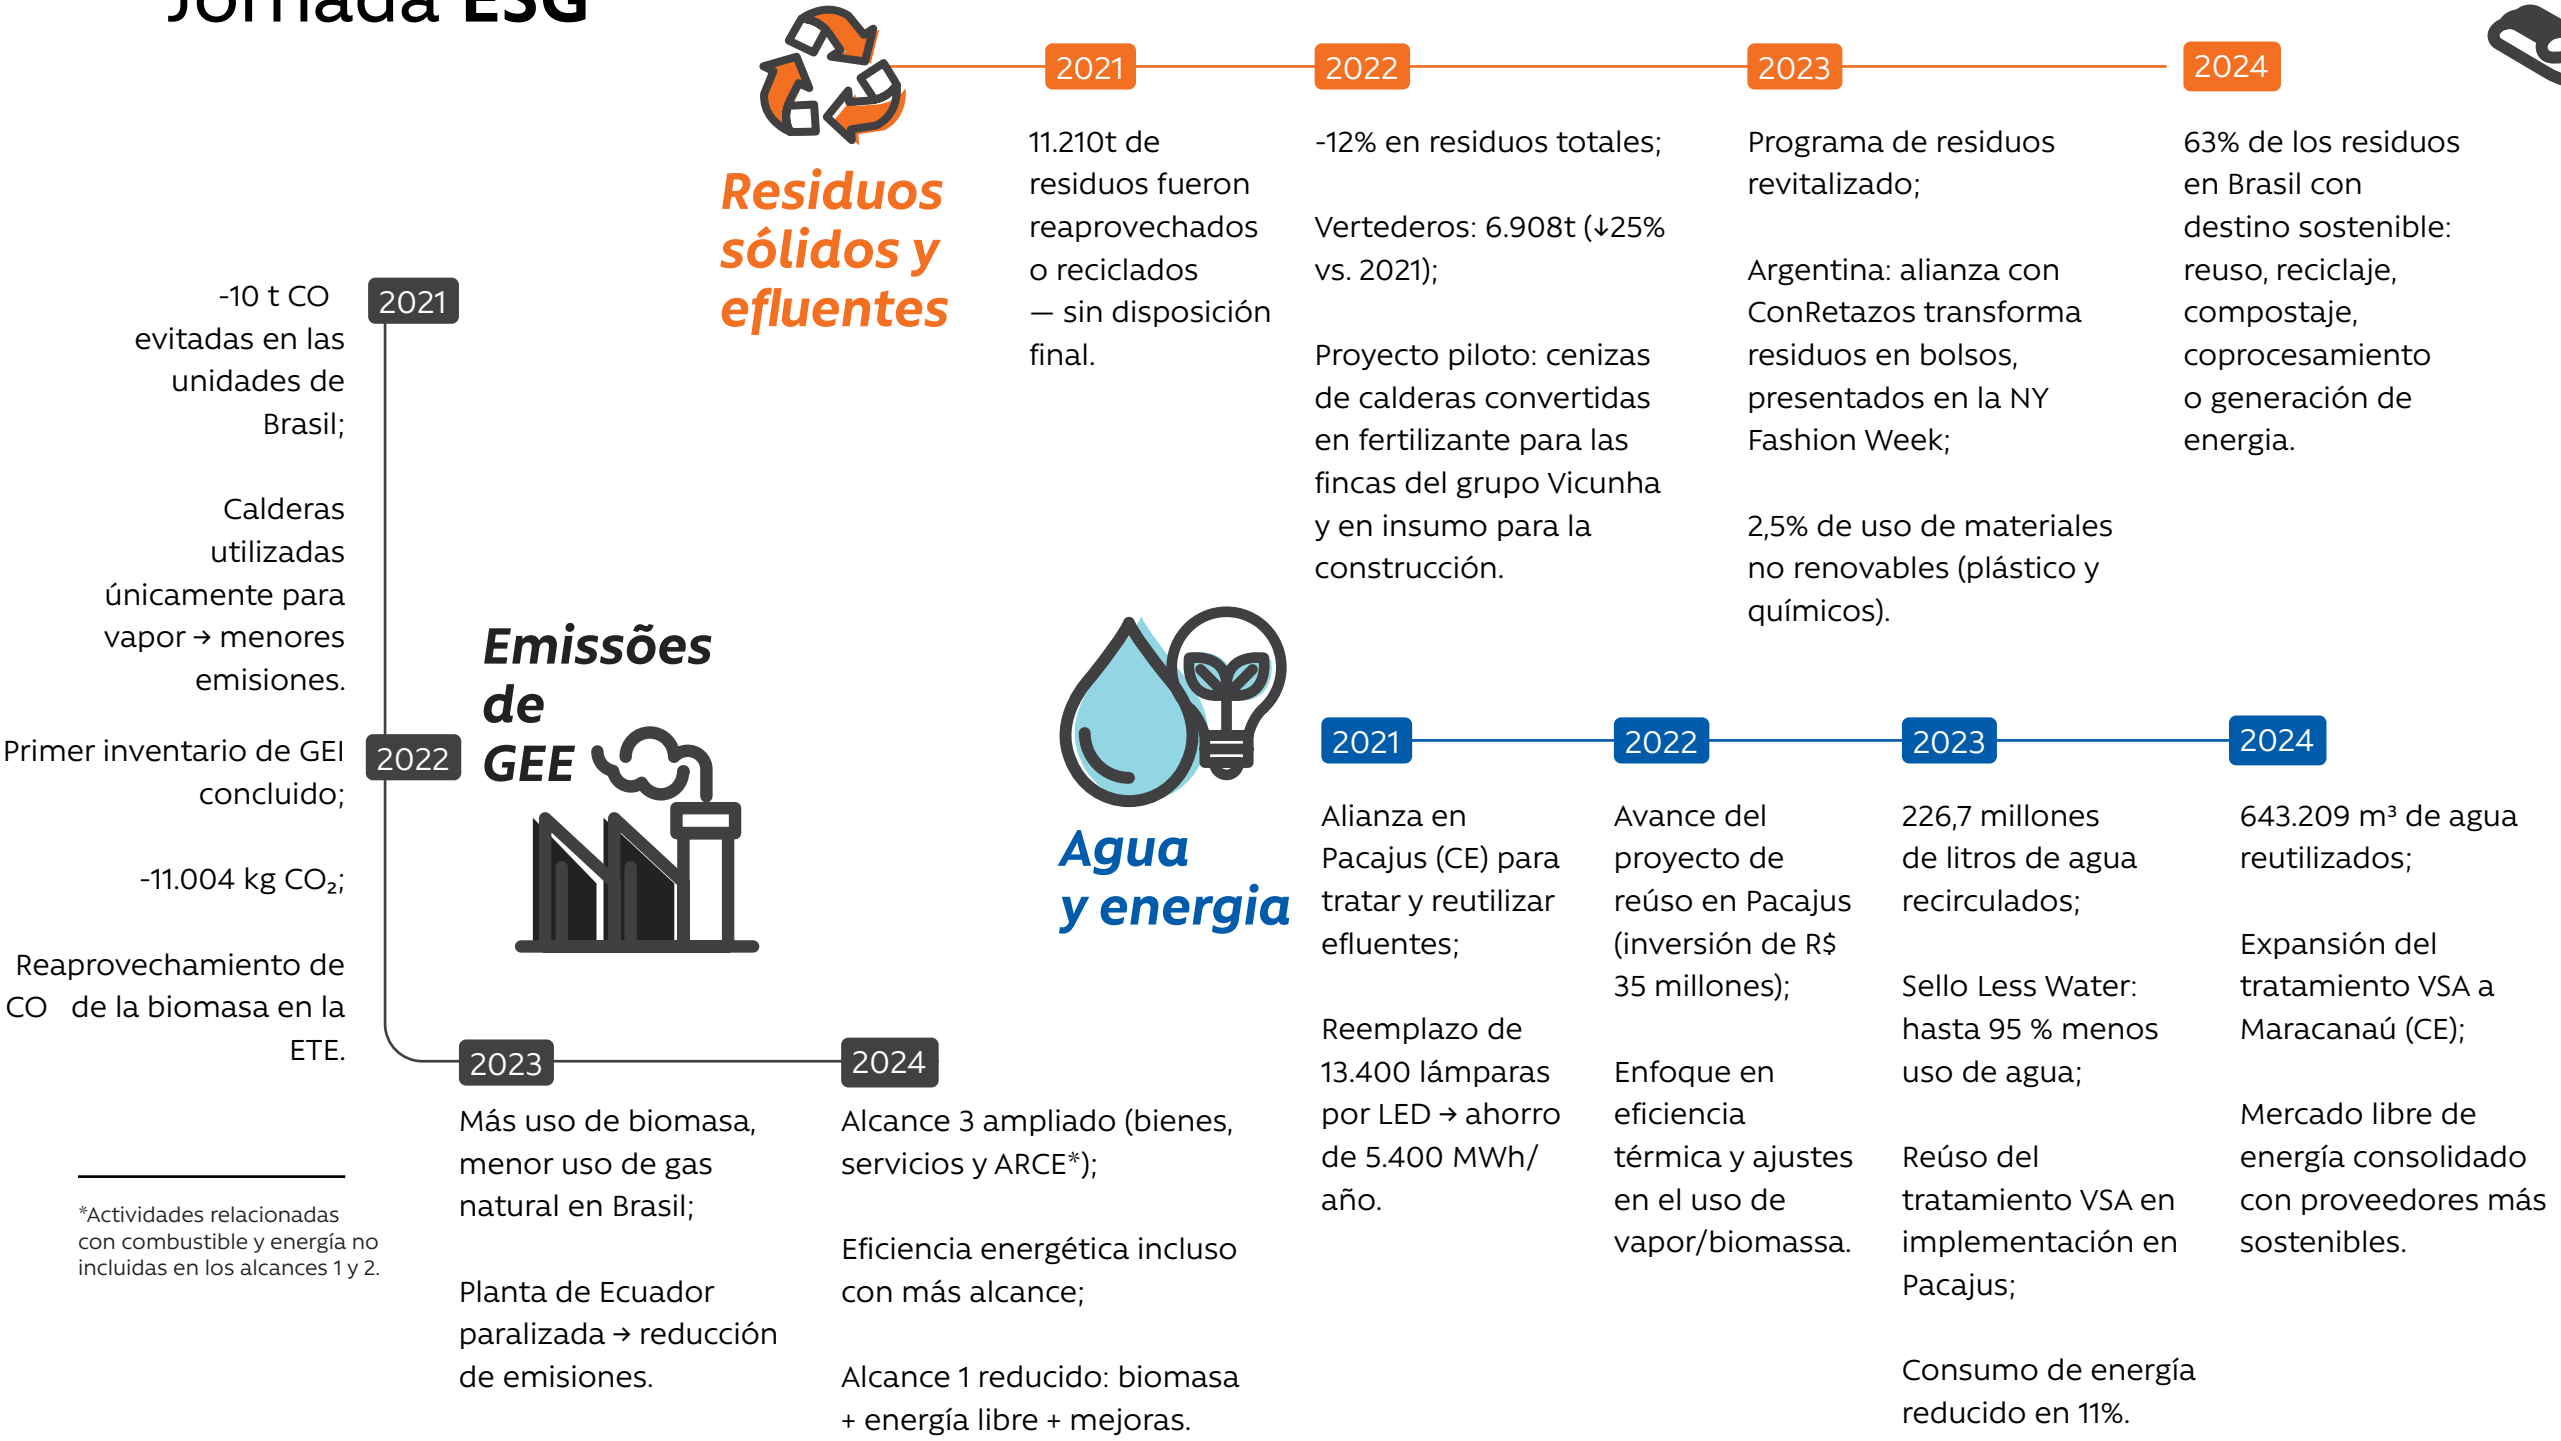 Jornada ESG
Residuos
sólidos y
efluentes
2021
11.210t de
residuos fueron
reaprovechados
o reciclados
— sin disposición
final.
2022
-12% en residuos totales;
Vertederos: 6.908t (↓25%
vs. 2021);
Proyecto piloto: cenizas
de calderas convertidas
en fertilizante para las
fincas del grupo Vicunha
y en insumo para la
construcción.
2023
Programa de residuos
revitalizado;
Argentina: alianza con
ConRetazos transforma
residuos en bolsos,
presentados en la NY
Fashion Week;
2,5% de uso de materiales
no renovables (plástico y
químicos).
2024
63% de los residuos
en Brasil con
destino sostenible:
reuso, reciclaje,
compostaje,
coprocesamiento
o generación de
energia.
Emissões
de
GEE
2021
-10 t CO
evitadas en las
unidades de
Brasil;
Calderas
utilizadas
únicamente para
vapor → menores
emisiones.
2022
Primer inventario de GEI
concluido;
-11.004 kg CO₂;
Reaprovechamiento de
CO de la biomasa en la
ETE.
2023
Más uso de biomasa,
menor uso de gas
natural en Brasil;
Planta de Ecuador
paralizada → reducción
de emisiones.
2024
Alcance 3 ampliado (bienes,
servicios y ARCE*);
Eficiencia energética incluso
con más alcance;
Alcance 1 reducido: biomasa
+ energía libre + mejoras.
*Actividades relacionadas
con combustible y energía no
incluidas en los alcances 1 y 2.
Agua
y energia
2021
Alianza en
Pacajus (CE) para
tratar y reutilizar
efluentes;
Reemplazo de
13.400 lámparas
por LED → ahorro
de 5.400 MWh/
año.
2022
Avance del
proyecto de
reúso en Pacajus
(inversión de R$
35 millones);
Enfoque en
eficiencia
térmica y ajustes
en el uso de
vapor/biomassa.
2023
226,7 millones
de litros de agua
recirculados;
Sello Less Water:
hasta 95 % menos
uso de agua;
Reúso del
tratamiento VSA en
implementación en
Pacajus;
Consumo de energía
reducido en 11%.
2024
643.209 m³ de agua
reutilizados;
Expansión del
tratamiento VSA a
Maracanaú (CE);
Mercado libre de
energía consolidado
con proveedores más
sostenibles.